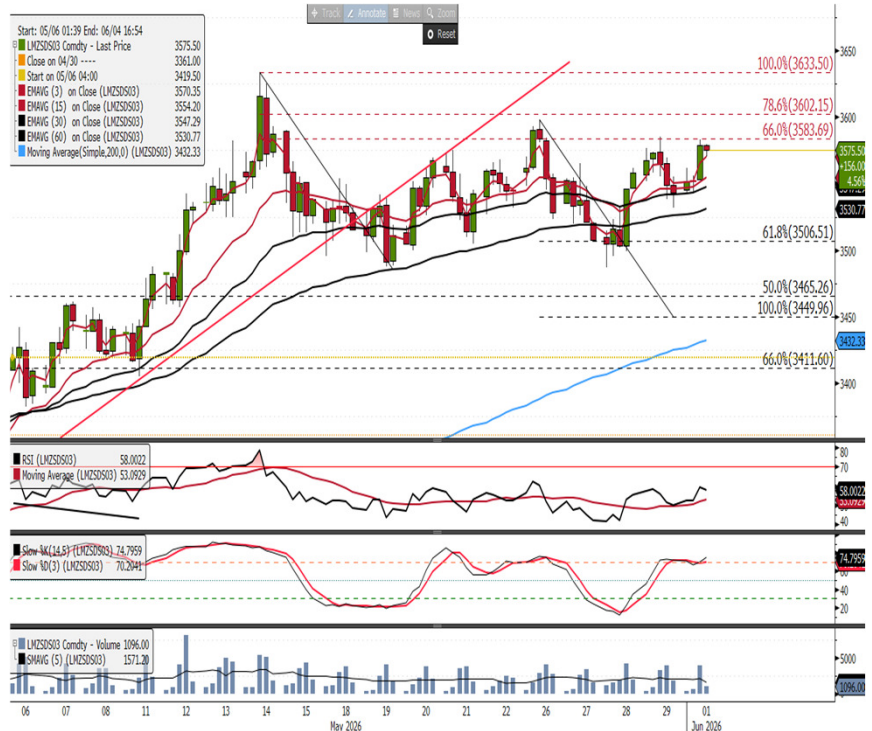 Track Annotate News Zoom
Reset
Start: 05/06 01:39 End: 06/04 16:54
LMZSDS03 Comdty - Last Price 3575.50
Close on 04/30 ---- 3361.00
Start on 05/06 04:00 3419.50
EMAVG (3) on Close (LMZSDS03) 3570.35
EMAVG (15) on Close (LMZSDS03) 3554.20
EMAVG (30) on Close (LMZSDS03) 3547.29
EMAVG (60) on Close (LMZSDS03) 3530.77
Moving Average(Simple,200,0) (LMZSDS03) 3432.33
3650
100.0%(3633.50)
78.6%(3602.15)
3600
66.0%(3583.69)
3575.50
+156.00
4.56%
3530.77
61.8%(3506.51)
3500
50.0%(3465.26)
100.0%(3449.96)
3450
3432.33
66.0%(3411.60)
3400
RSI (LMZSDS03) 58.0022
Moving Average (LMZSDS03) 53.0929
80
70
58.0022
53.0929
40
Slow %K(14,5) (LMZSDS03) 74.7959
Slow %D(3) (LMZSDS03) 70.2041
74.7959
60
40
20
LMZSDS03 Comdty - Volume 1096.00
SMAVG (5) (LMZSDS03) 1571.20
5000
1096.00
0
06 07 08 11 12 13 14 15 18 19 20 21 22 26 27 28 29 01
May 2026 Jun 2026